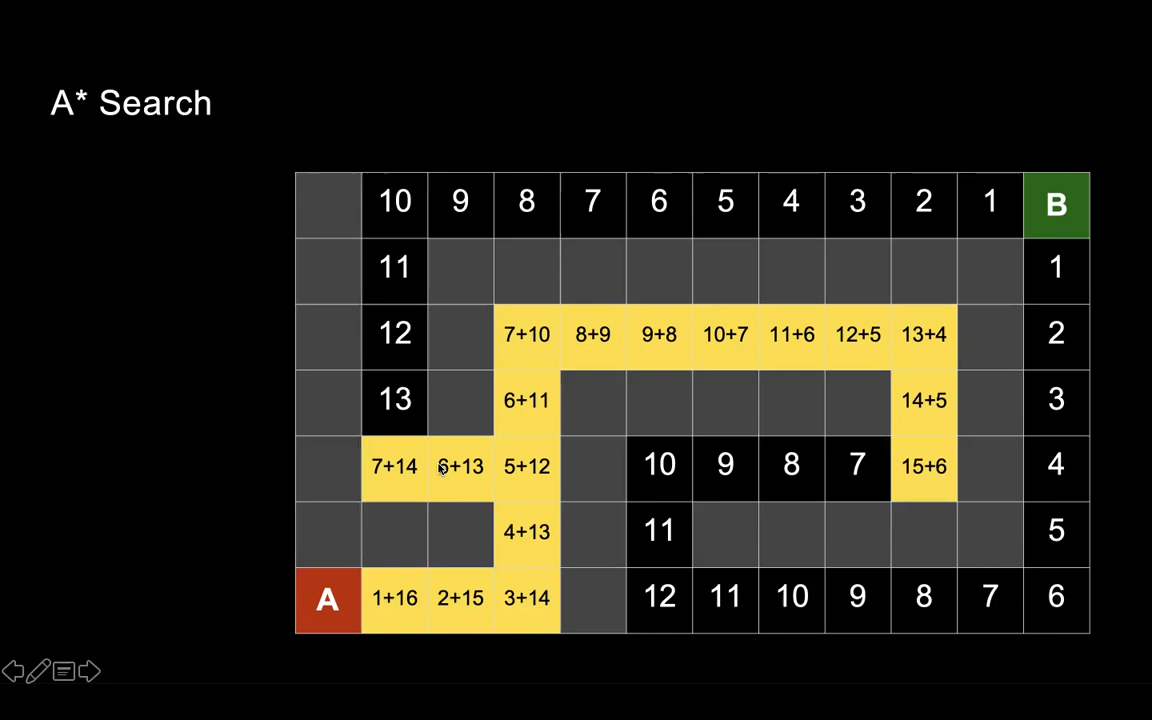 A* Search
10 9 8 7 6 5 4 3 2 1 B
11 1
12 7+10 8+9 9+8 10+7 11+6 12+5 13+4 2
13 6+11 14+5 3
7+14 6+13 5+12 10 9 8 7 15+6 4
4+13 11 5
A 1+16 2+15 3+14 12 11 10 9 8 7 6